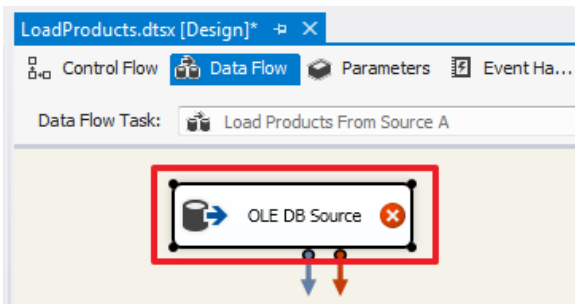 LoadProducts.dtsx [Design]*
Control Flow Data Flow Parameters Event Ha...
Data Flow Task: Load Products From Source A
OLE DB Source